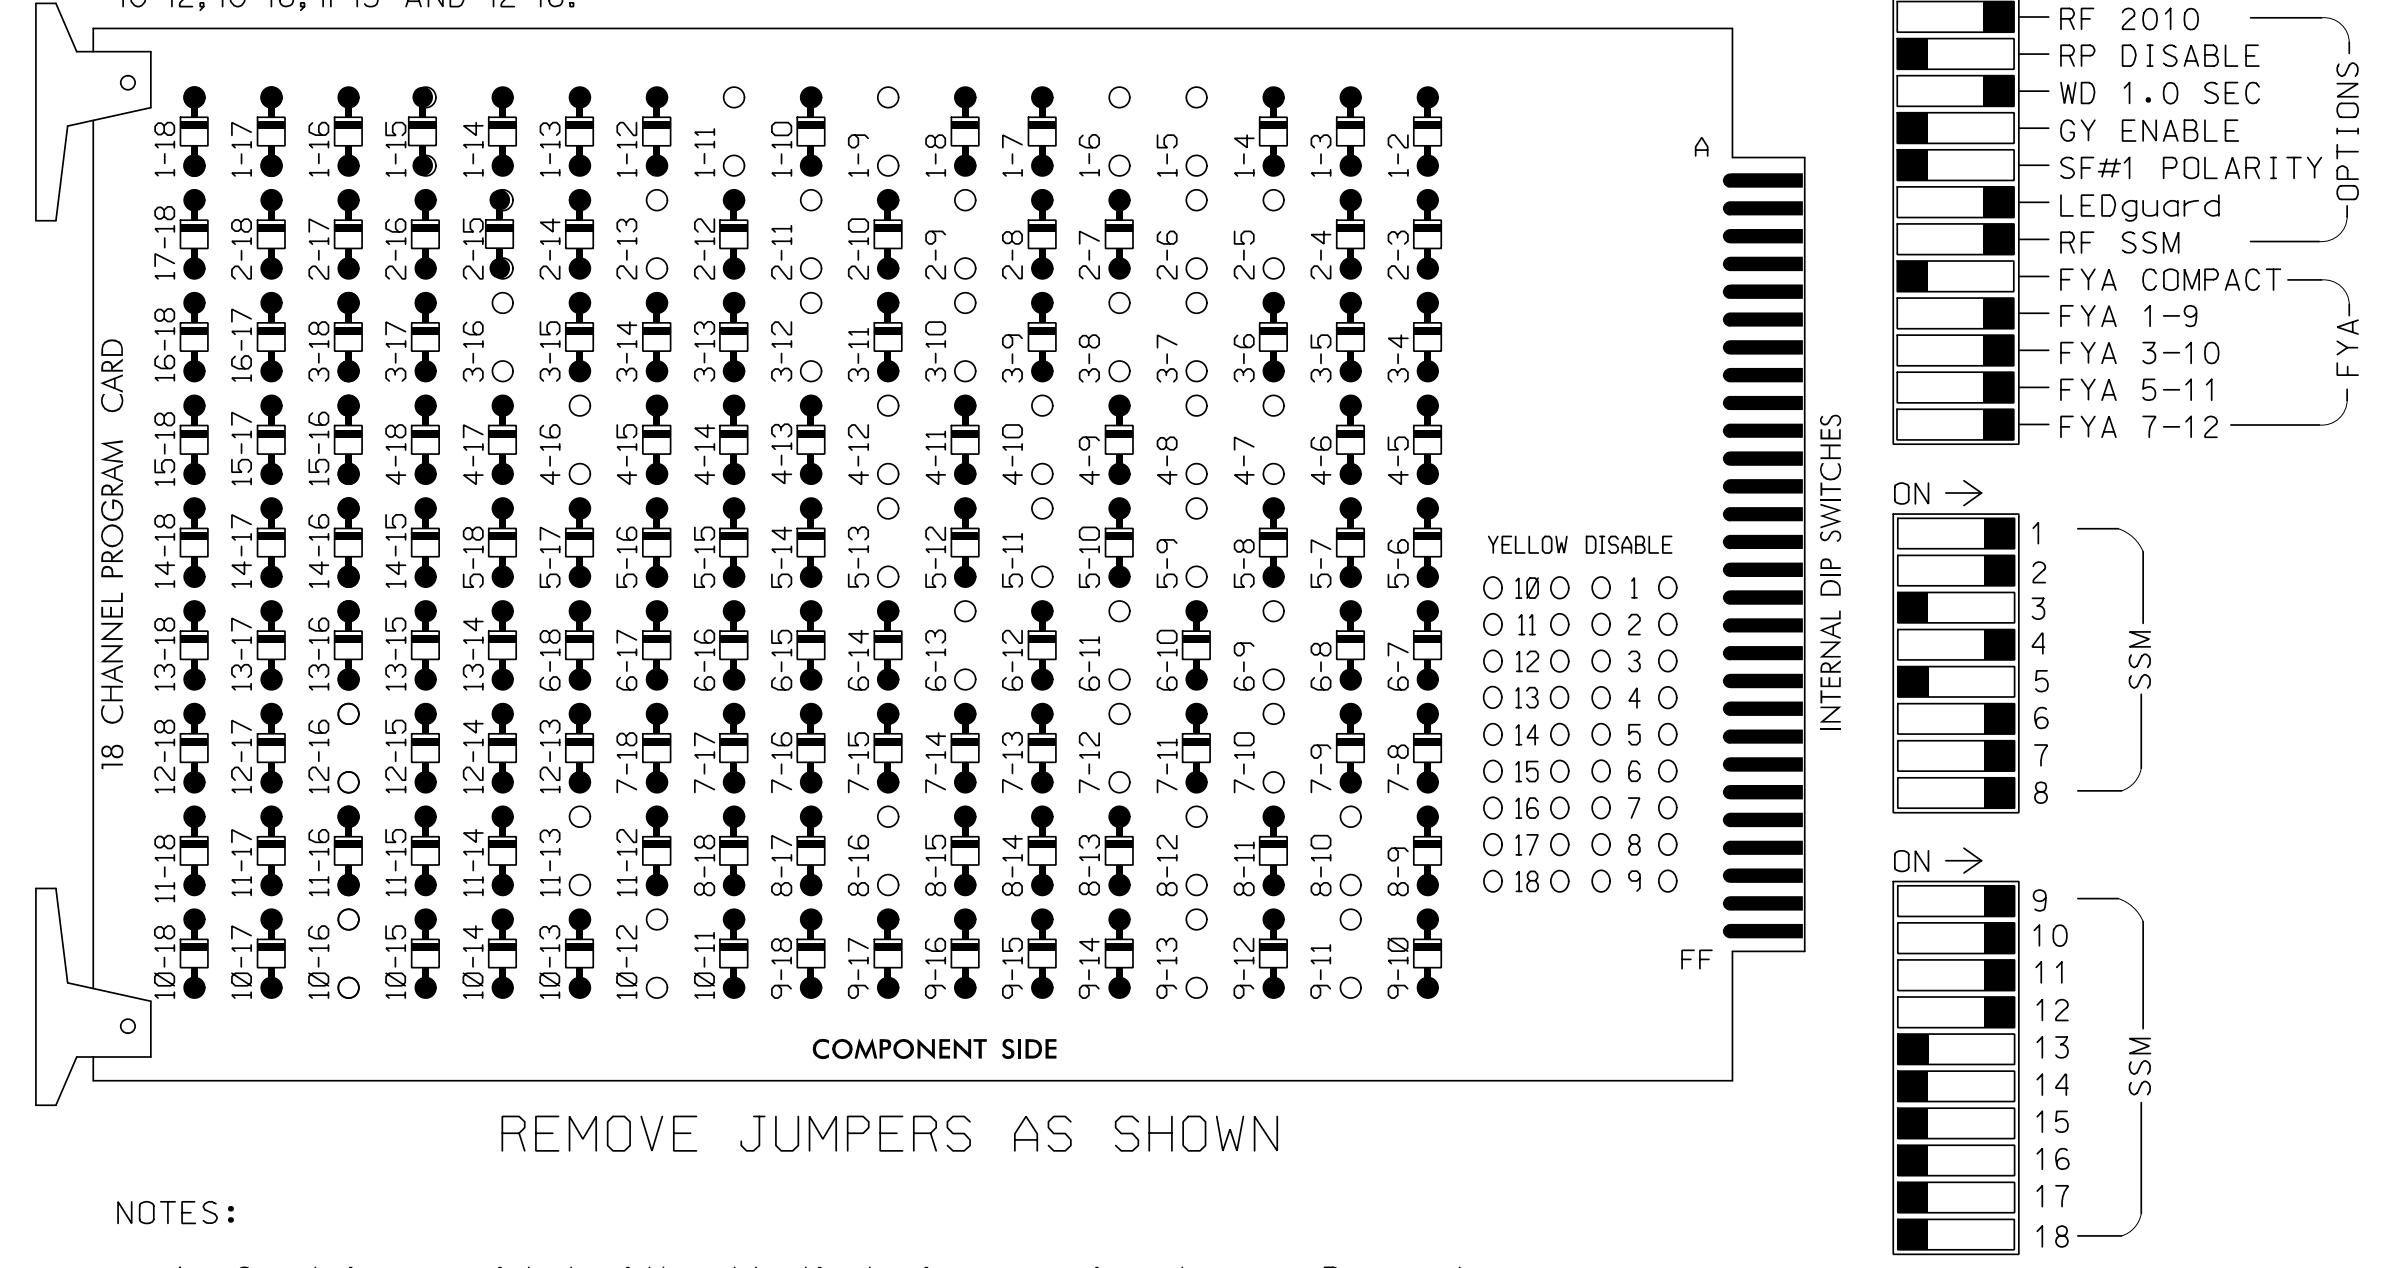 RF 2010
RP DISABLE
WD 1.0 SEC
GY ENABLE
SF#1 POLARITY
LEDguard
RF SSM
OPTIONS
FYA COMPACT
FYA 1-9
FYA 3-10
FYA 5-11
FYA 7-12
FYA
18 CHANNEL PROGRAM CARD
1-18 1-17 1-16 1-15 1-14 1-13 1-12 1-11 1-10 1-9 1-8 1-7 1-6 1-5 1-4 1-3 1-2
17-18 2-18 2-17 2-16 2-15 2-14 2-13 2-12 2-11 2-10 2-9 2-8 2-7 2-6 2-5 2-4 2-3
16-18 16-17 3-18 3-17 3-16 3-15 3-14 3-13 3-12 3-11 3-10 3-9 3-8 3-7 3-6 3-5 3-4
15-18 15-17 15-16 4-18 4-17 4-16 4-15 4-14 4-13 4-12 4-11 4-10 4-9 4-8 4-7 4-6 4-5
14-18 14-17 14-16 14-15 5-18 5-17 5-16 5-15 5-14 5-13 5-12 5-11 5-10 5-9 5-8 5-7 5-6
13-18 13-17 13-16 13-15 13-14 6-18 6-17 6-16 6-15 6-14 6-13 6-12 6-11 6-10 6-9 6-8 6-7
12-18 12-17 12-16 12-15 12-14 12-13 7-18 7-17 7-16 7-15 7-14 7-13 7-12 7-11 7-10 7-9 7-8
11-18 11-17 11-16 11-15 11-14 11-13 11-12 8-18 8-17 8-16 8-15 8-14 8-13 8-12 8-11 8-10 8-9
10-18 10-17 10-16 10-15 10-14 10-13 10-12 10-11 9-18 9-17 9-16 9-15 9-14 9-13 9-12 9-11 9-10
A
YELLOW DISABLE
10 1
11 2
12 3
13 4
14 5
15 6
16 7
17 8
18 9
FF
COMPONENT SIDE
INTERNAL DIP SWITCHES
ON →
1
2
3
4
5
6
7
8
SSM
ON →
9
10
11
12
13
14
15
16
17
18
SSM
REMOVE JUMPERS AS SHOWN
NOTES: